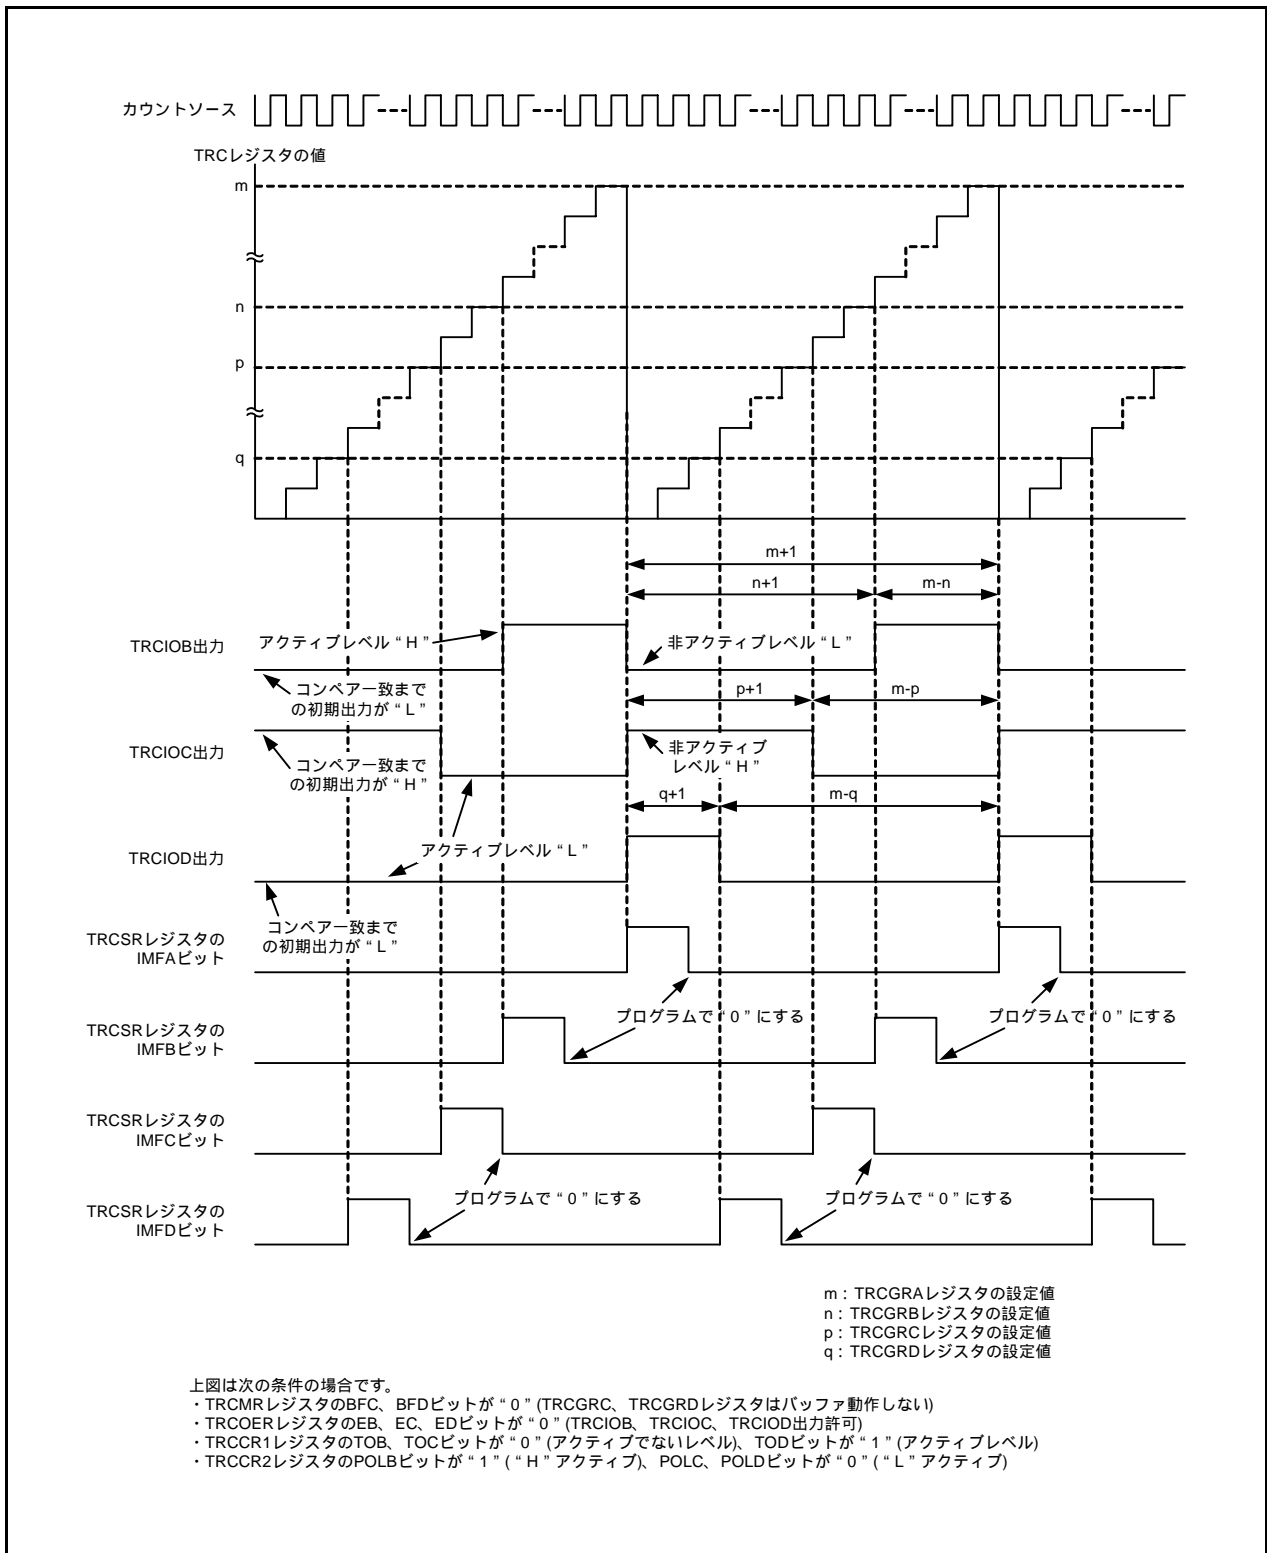 カウントソース
TRCレジスタの値
m
n
p
q
m+1
n+1
m-n
TRCIOB出力
アクティブレベル“H”
非アクティブレベル“L”
コンペア一致まで
の初期出力が“L”
p+1
m-p
TRCIOC出力
非アクティブ
レベル“H”
コンペア一致まで
の初期出力が“H”
q+1
m-q
TRCIOD出力
アクティブレベル“L”
コンペア一致まで
の初期出力が“L”
TRCSRレジスタの
IMFAビット
プログラムで“0”にする
プログラムで“0”にする
TRCSRレジスタの
IMFBビット
TRCSRレジスタの
IMFCビット
プログラムで“0”にする
プログラムで“0”にする
TRCSRレジスタの
IMFDビット
m : TRCGRAレジスタの設定値
n : TRCGRBレジスタの設定値
p : TRCGRCレジスタの設定値
q : TRCGRDレジスタの設定値
上図は次の条件の場合です。
・TRCMRレジスタのBFC、BFDビットが“0”(TRCGRC、TRCGRDレジスタはバッファ動作しない)
・TRCOERレジスタのEB、EC、EDビットが“0”(TRCIOB、TRCIOC、TRCIOD出力許可)
・TRCCR1レジスタのTOB、TOCビットが“0”(アクティブでないレベル)、TODビットが“1”(アクティブレベル)
・TRCCR2レジスタのPOLBビットが“1”(“H”アクティブ)、POLC、POLDビットが“0”(“L”アクティブ)